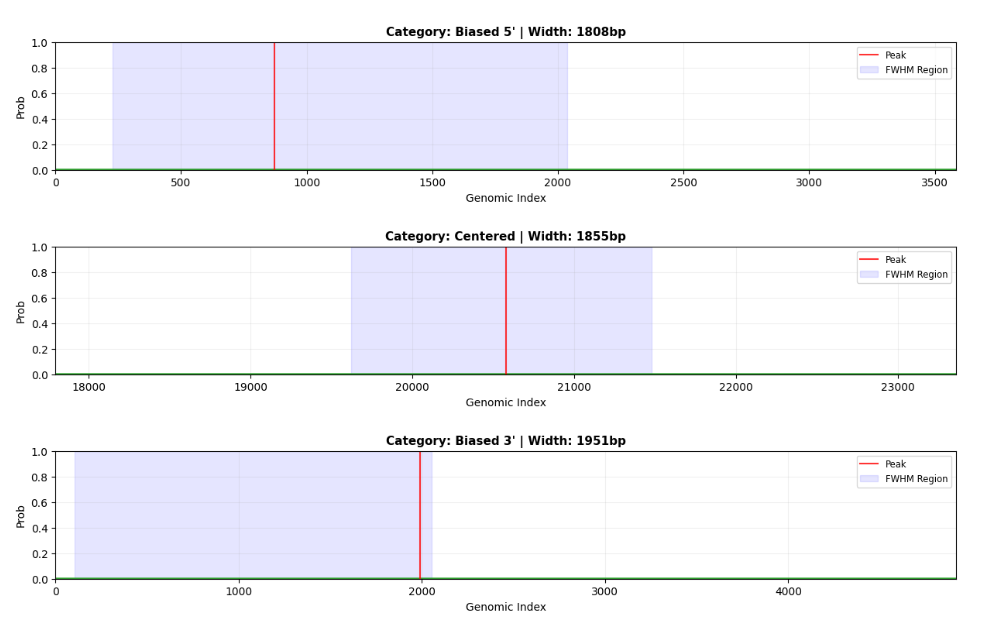 Category: Biased 5' | Width: 1808bp
1.0
0.8
0.6
0.4
0.2
0.0
Prob
Peak
FWHM Region
0 500 1000 1500 2000 2500 3000 3500
Genomic Index
Category: Centered | Width: 1855bp
1.0
0.8
0.6
0.4
0.2
0.0
Prob
Peak
FWHM Region
18000 19000 20000 21000 22000 23000
Genomic Index
Category: Biased 3' | Width: 1951bp
1.0
0.8
0.6
0.4
0.2
0.0
Prob
Peak
FWHM Region
0 1000 2000 3000 4000
Genomic Index